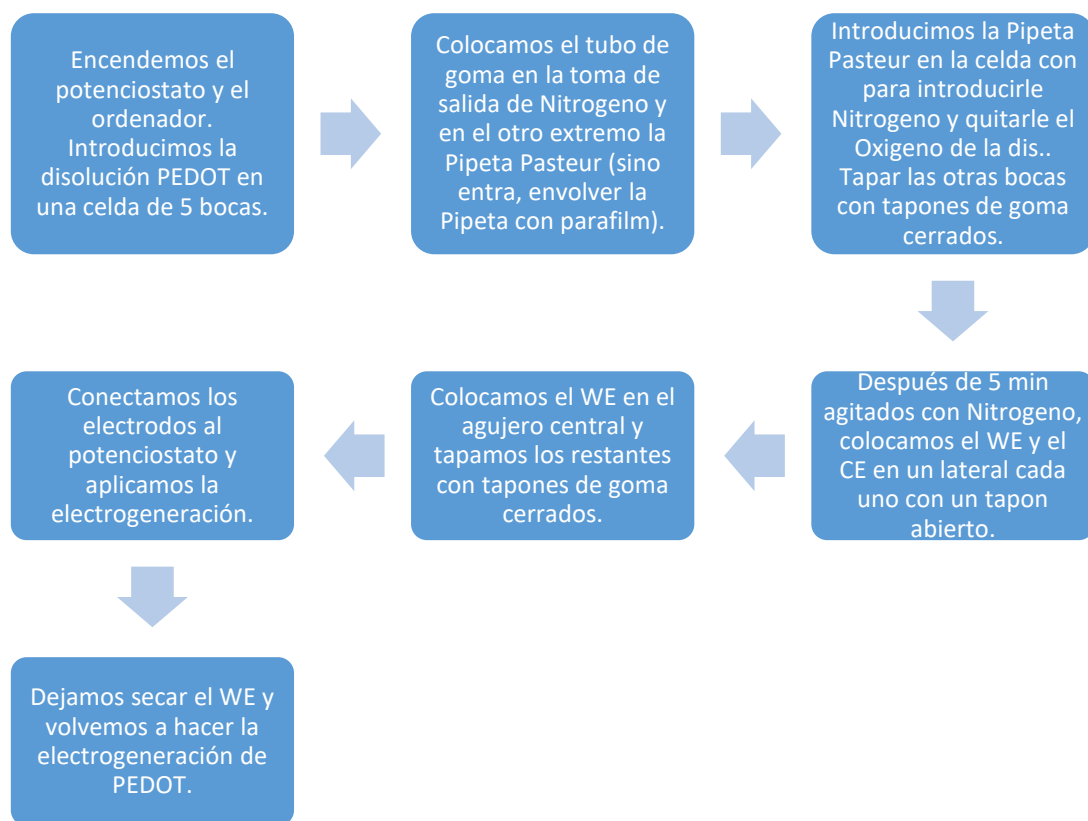 Encendemos el
potenciostato y el
ordenador.
Introducimos la
disolución PEDOT en
una celda de 5 bocas.
Colocamos el tubo de
goma en la toma de
salida de Nitrogeno y
en el otro extremo la
Pipeta Pasteur (sino
entra, envolver la
Pipeta con parafilm).
Introducimos la Pipeta
Pasteur en la celda con
para introducirle
Nitrogeno y quitarle el
Oxigeno de la dis..
Tapar las otras bocas
con tapones de goma
cerrados.
Después de 5 min
agitados con Nitrogeno,
colocamos el WE y el
CE en un lateral cada
uno con un tapon
abierto.
Colocamos el WE en el
agujero central y
tapamos los restantes
con tapones de goma
cerrados.
Conectamos los
electrodos al
potenciostato y
aplicamos la
electrogeneración.
Dejamos secar el WE y
volvemos a hacer la
electrogeneración de
PEDOT.